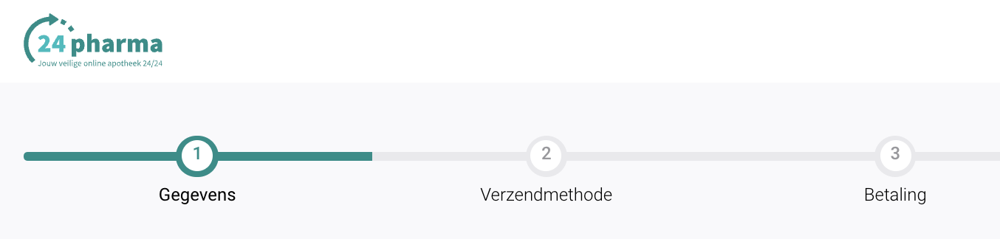 24 pharma
Jouw veilige online apotheek 24/24
1
2
3
Gegevens
Verzendmethode
Betaling